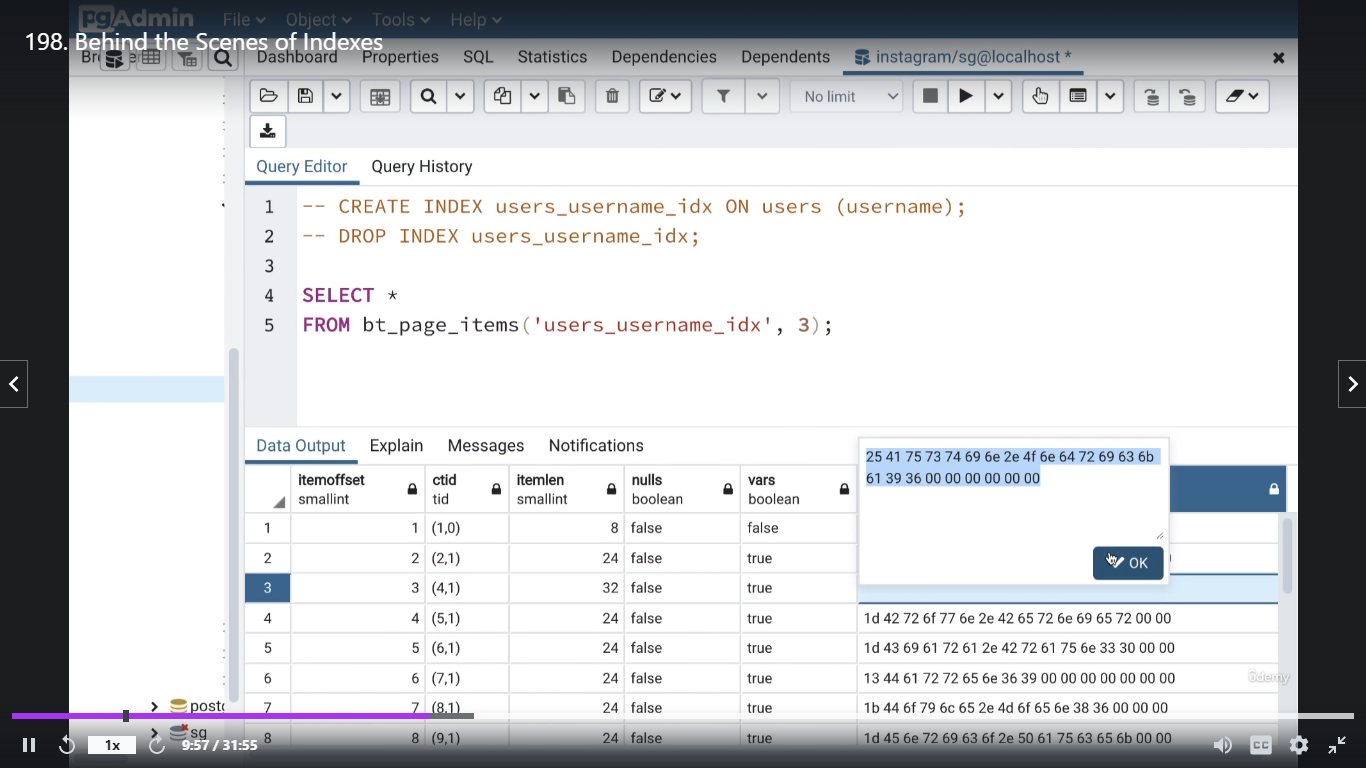 pgAdmin File Object Tools Help
198. Behind the Scenes of Indexes
Dashboard Properties SQL Statistics Dependencies Dependents instagram/sg@localhost *
No limit
Query Editor Query History
1 -- CREATE INDEX users_username_idx ON users (username);
2 -- DROP INDEX users_username_idx;
3
4 SELECT *
5 FROM bt_page_items('users_username_idx', 3);
Data Output Explain Messages Notifications
25 41 75 73 74 69 6e 2e 4f 6e 64 72 69 63 6b
61 39 36 00 00 00 00 00 00
OK
itemoffset ctid itemlen nulls vars
smallint tid smallint boolean boolean
1 1 (1,0) 8 false false
2 2 (2,1) 24 false true
3 3 (4,1) 32 false true
4 4 (5,1) 24 false true 1d 42 72 6f 77 6e 2e 42 65 72 6e 69 65 72 00 00
5 5 (6,1) 24 false true 1d 43 69 61 72 61 2e 42 72 61 75 6e 33 30 00 00
6 6 (7,1) 24 false true 13 44 61 72 72 65 6e 36 39 00 00 00 00 00 00 00
7 7 (8,1) 24 false true 1b 44 6f 79 6c 65 2e 4d 6f 65 6e 38 36 00 00 00
8 8 (9,1) 24 false true 1d 45 6e 72 69 63 6f 2e 50 61 75 63 65 6b 00 00
udemy
postg
sg
1x 9:57 / 31:55 CC